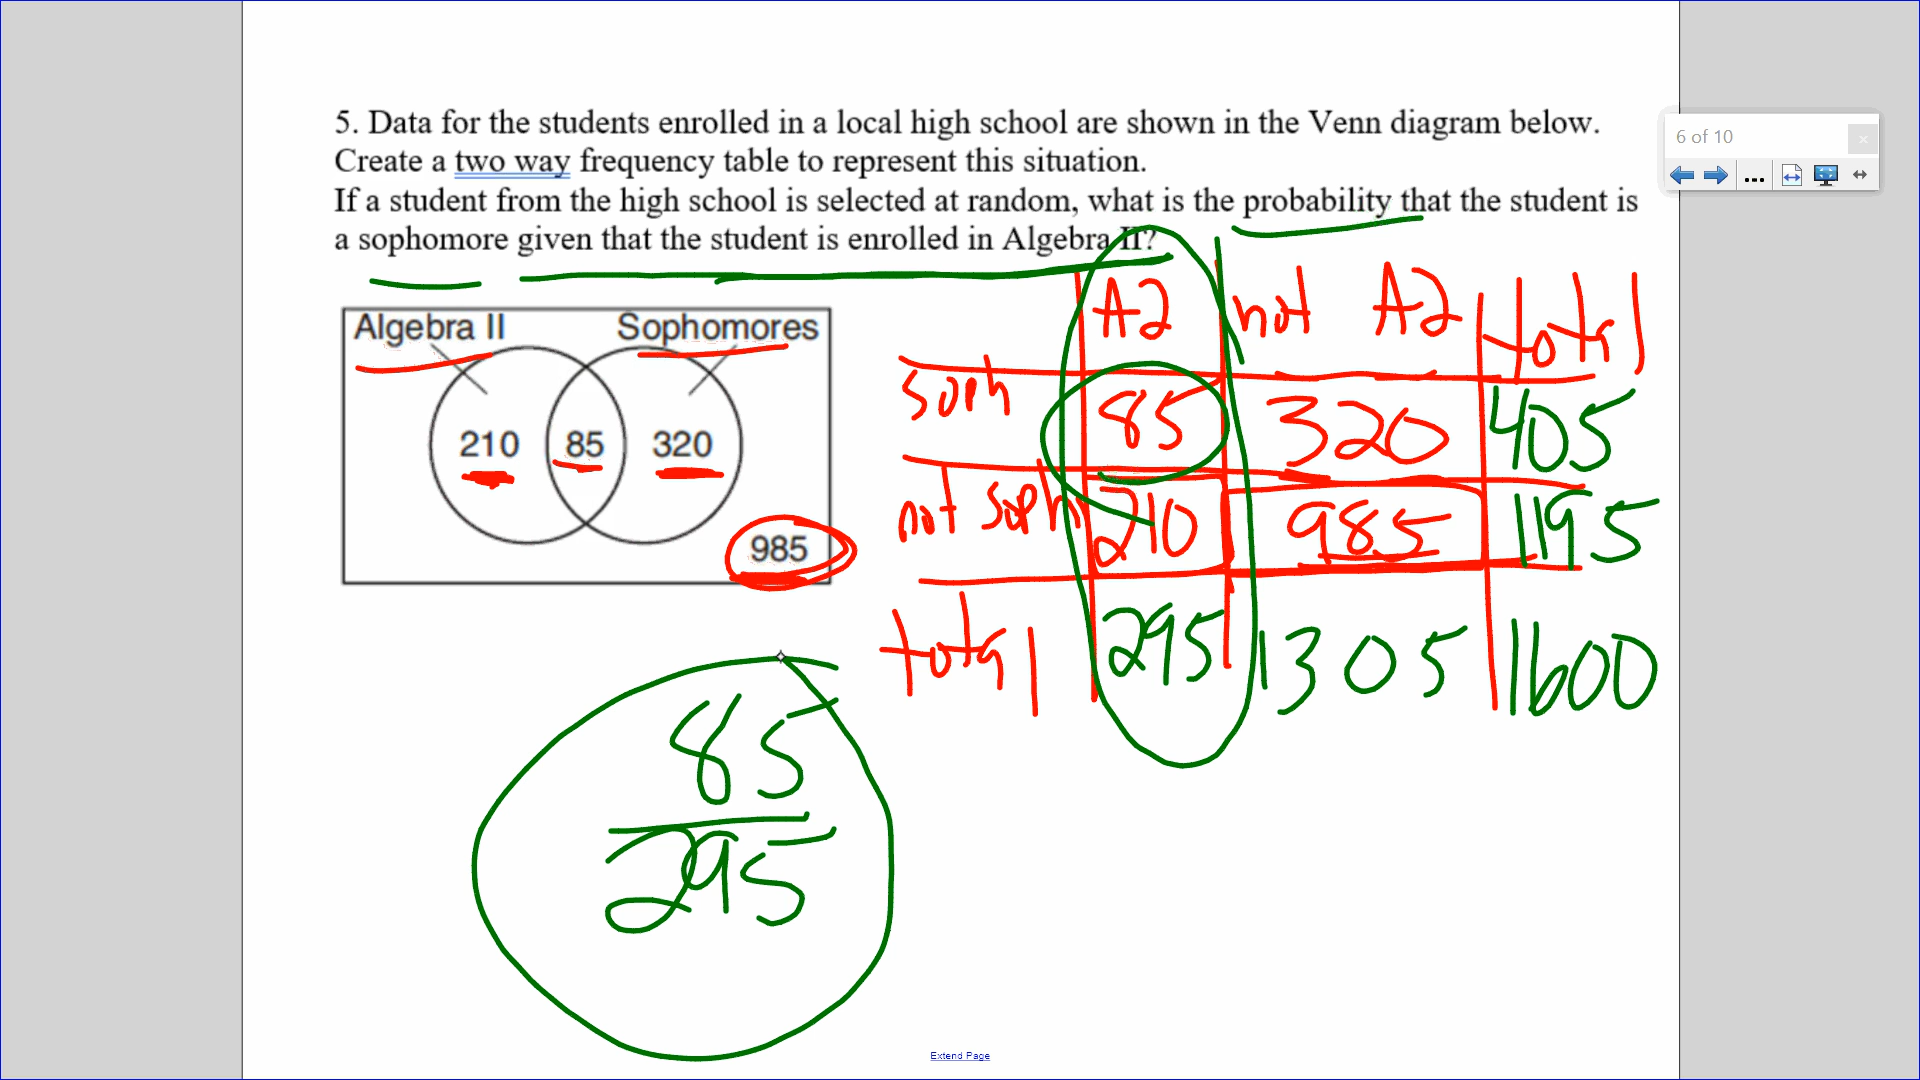 5. Data for the students enrolled in a local high school are shown in the Venn diagram below.
Create a two way frequency table to represent this situation.
If a student from the high school is selected at random, what is the probability that the student is
a sophomore given that the student is enrolled in Algebra II?
6 of 10
Algebra II Sophomores
210 85 320
985
A2 not A2 total
soph 85 320 405
not soph 210 985 1195
total 295 1305 1600
85
295
Extend Page